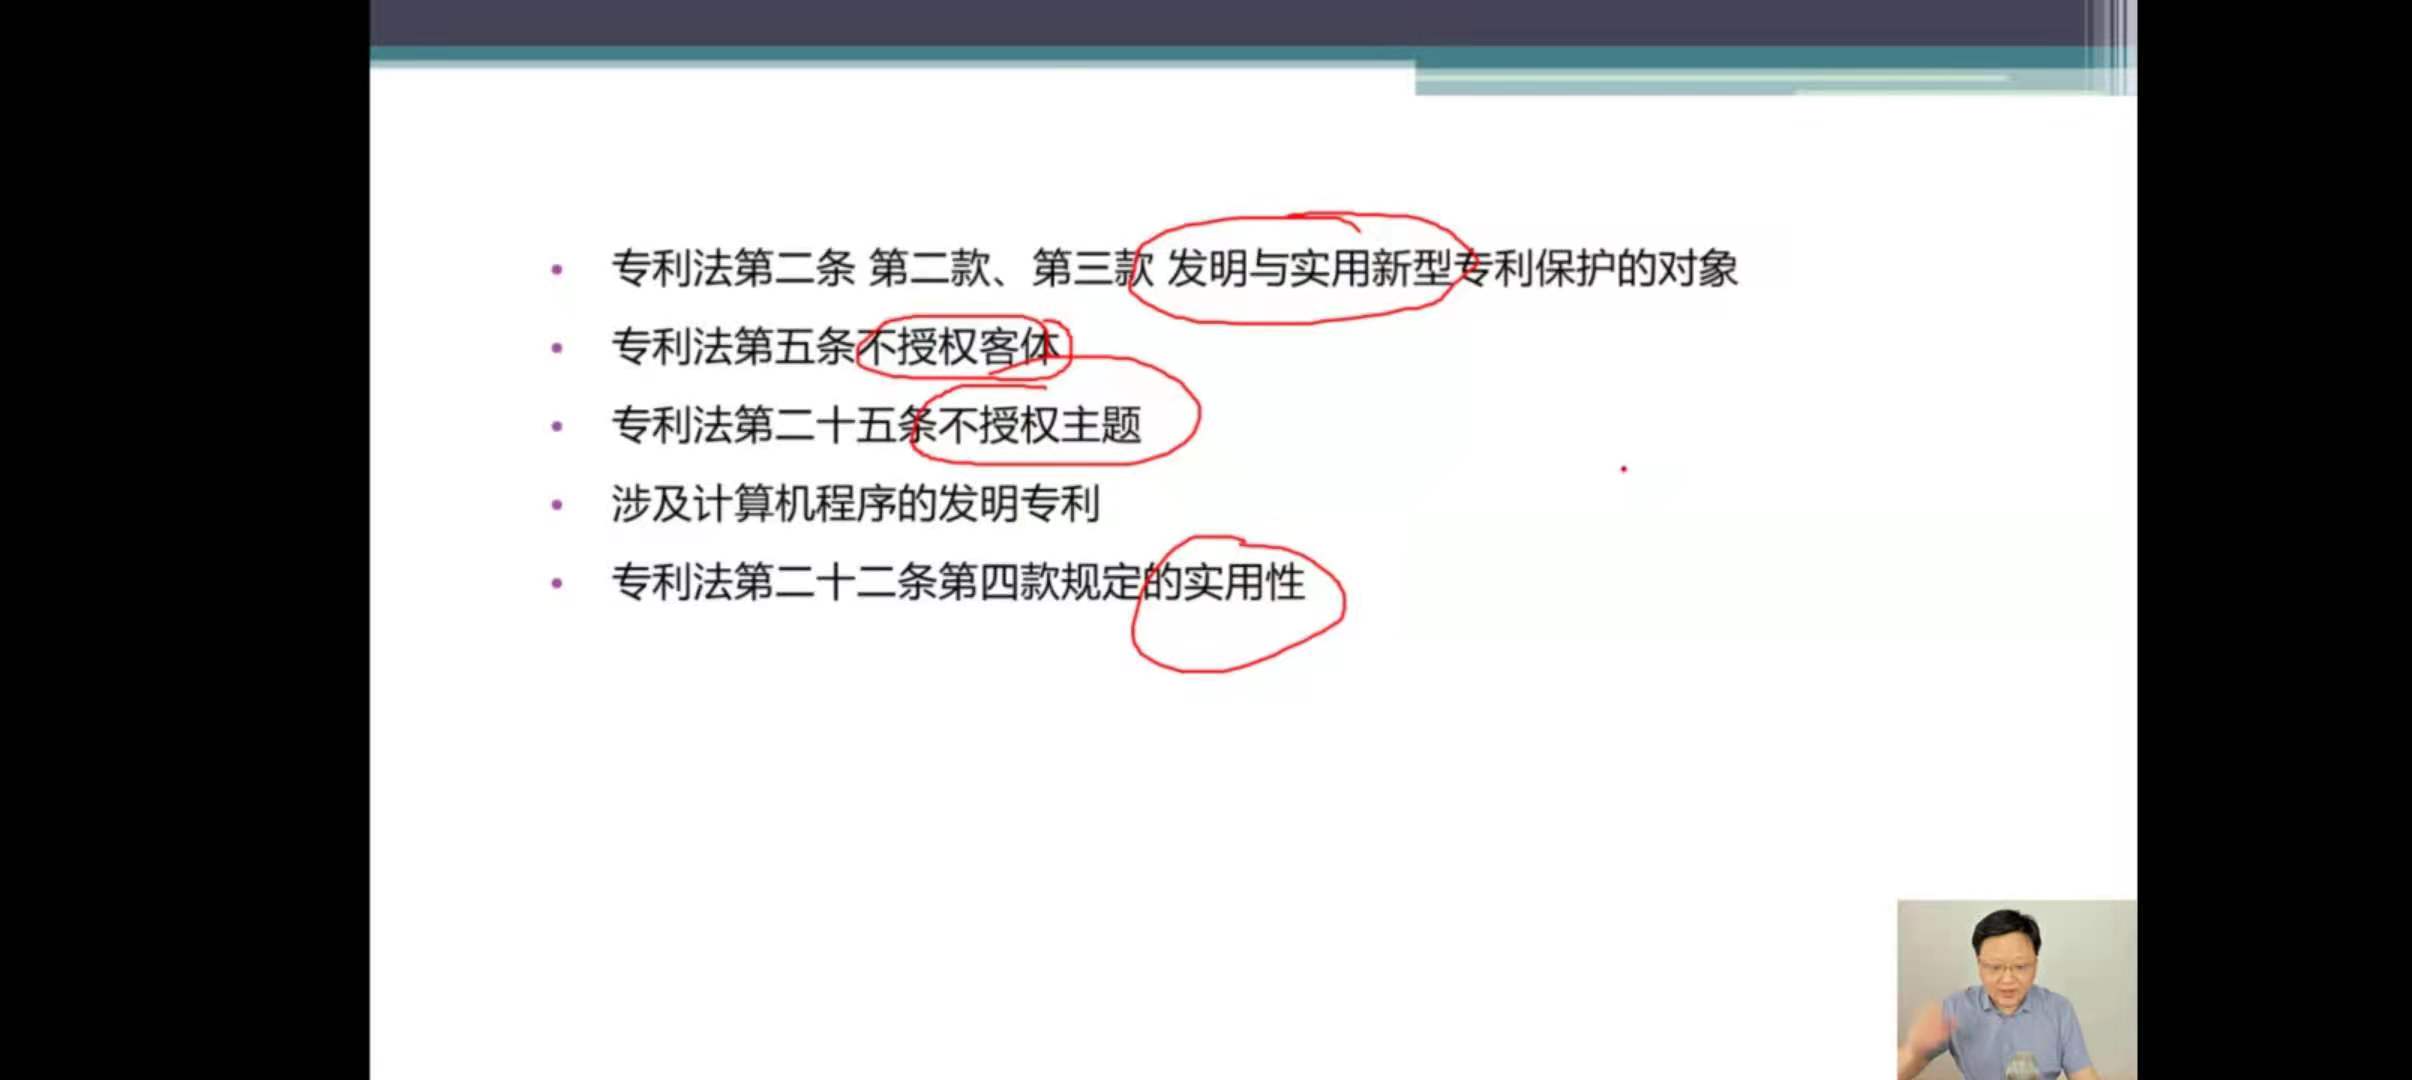 专利法第二条 第二款、第三款 发明与实用新型专利保护的对象
专利法第五条不授权客体
专利法第二十五条不授权主题
涉及计算机程序的发明专利
专利法第二十二条第四款规定的实用性